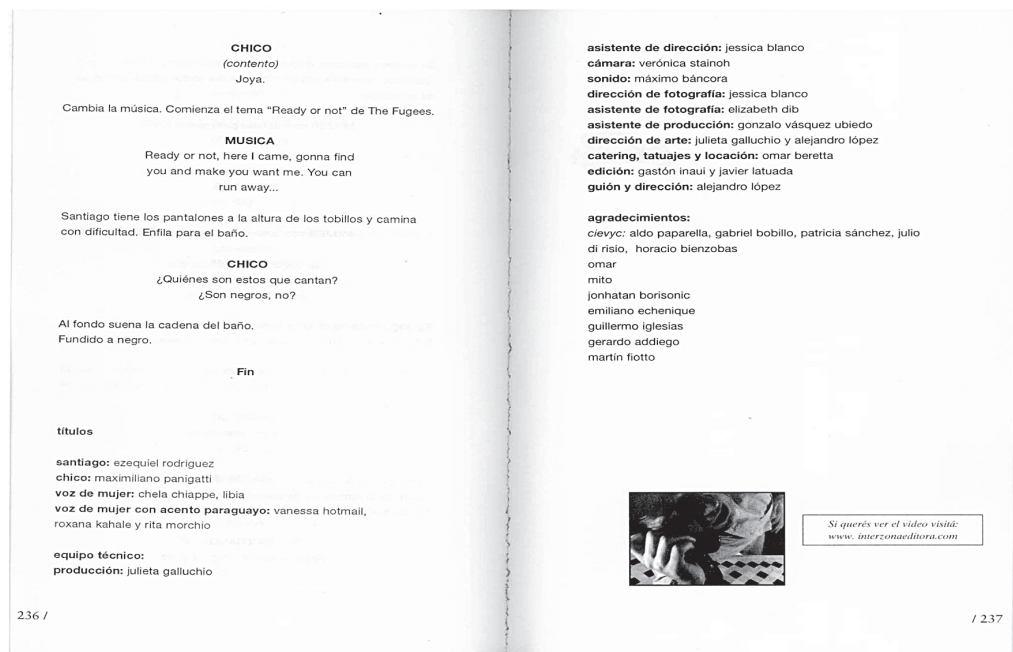 CHICO
(contento)
Joya.
Cambia la música. Comienza el tema “Ready or not” de The Fugees.
MUSICA
Ready or not, here I came, gonna find
you and make you want me. You can
run away...
Santiago tiene los pantalones a la altura de los tobillos y camina
con dificultad. Enfila para el baño.
CHICO
¿Quiénes son estos que cantan?
¿Son negros, no?
Al fondo suena la cadena del baño.
Fundido a negro.
Fin
títulos
santiago: ezequiel rodriguez
chico: maximiliano panigatti
voz de mujer: chela chiappe, libia
voz de mujer con acento paraguayo: vanessa hotmail,
roxana kahale y rita morchio
equipo técnico:
producción: julieta galluchio
236 /
asistente de dirección: jessica blanco
cámara: verónica stainoh
sonido: máximo báncora
dirección de fotografía: jessica blanco
asistente de fotografía: elizabeth dib
asistente de producción: gonzalo vásquez ubiedo
dirección de arte: julieta galluchio y alejandro lópez
catering, tatuajes y locación: omar beretta
edición: gastón inaui y javier latuada
guión y dirección: alejandro lópez
agradecimientos:
cievyc: aldo paparella, gabriel bobillo, patricia sánchez, julio
di risio, horacio bienzobas
omar
mito
jonhatan borisonic
emiliano echenique
guillermo iglesias
gerardo addiego
martín fiotto
Si querés ver el video visitá:
www. interzonaeditora.com
/ 237